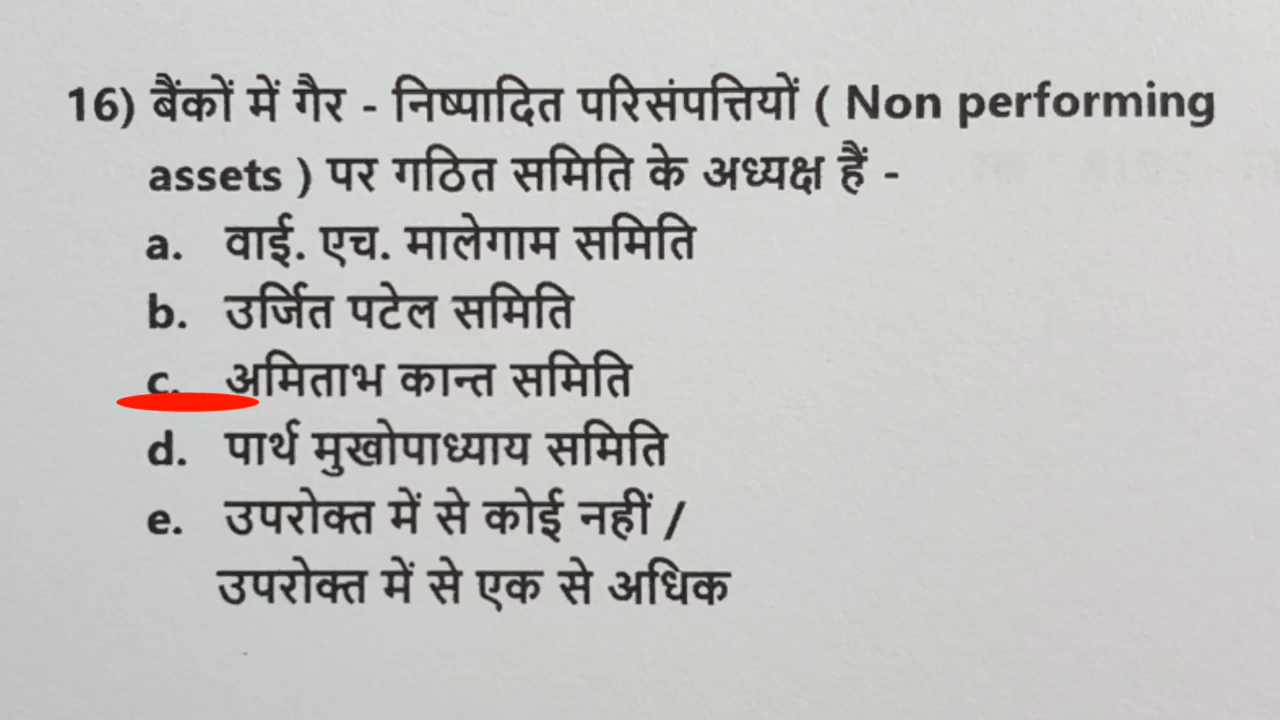 16) बैंकों में गैर - निष्पादित परिसंपत्तियों ( Non performing
assets ) पर गठित समिति के अध्यक्ष हैं -
a. वाई. एच. मालेगाम समिति
b. उर्जित पटेल समिति
c. अमिताभ कान्त समिति
d. पार्थ मुखोपाध्याय समिति
e. उपरोक्त में से कोई नहीं /
उपरोक्त में से एक से अधिक